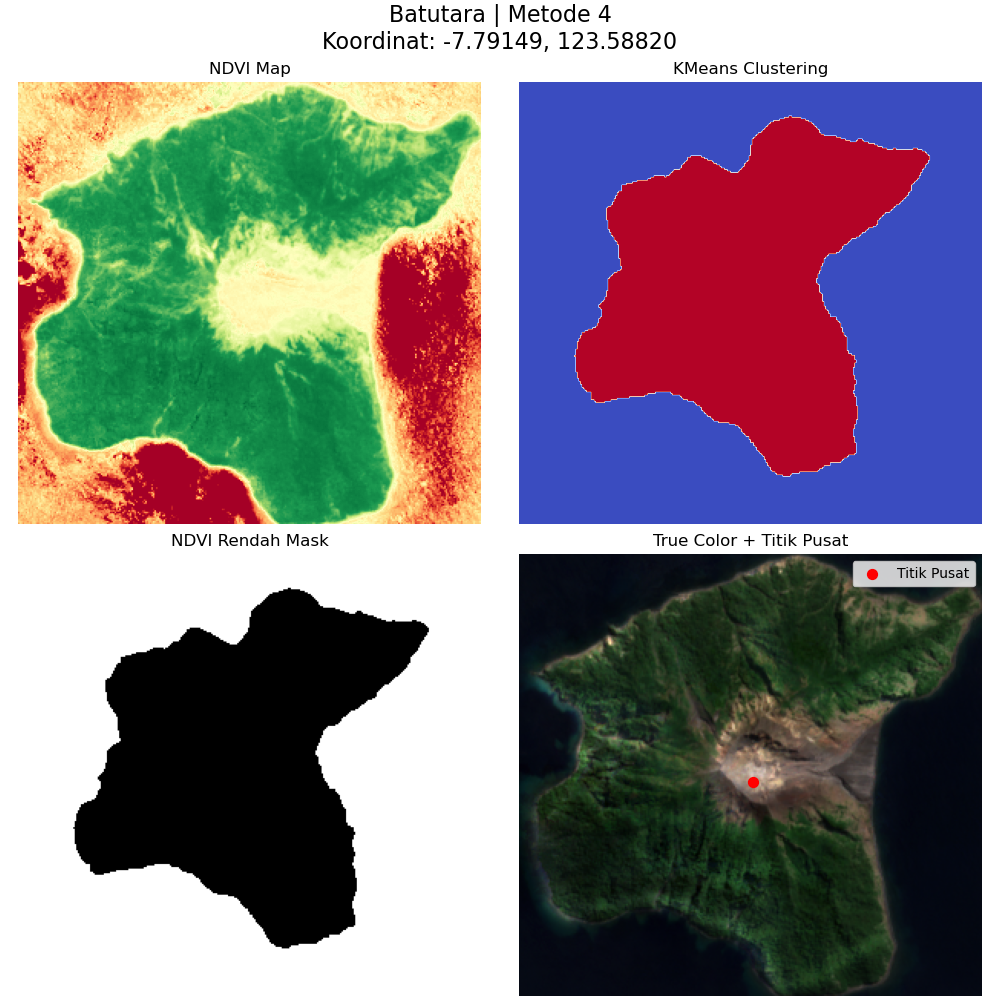 Batutara | Metode 4
Koordinat: -7.79149, 123.58820
NDVI Map
KMeans Clustering
NDVI Rendah Mask
True Color + Titik Pusat
Titik Pusat